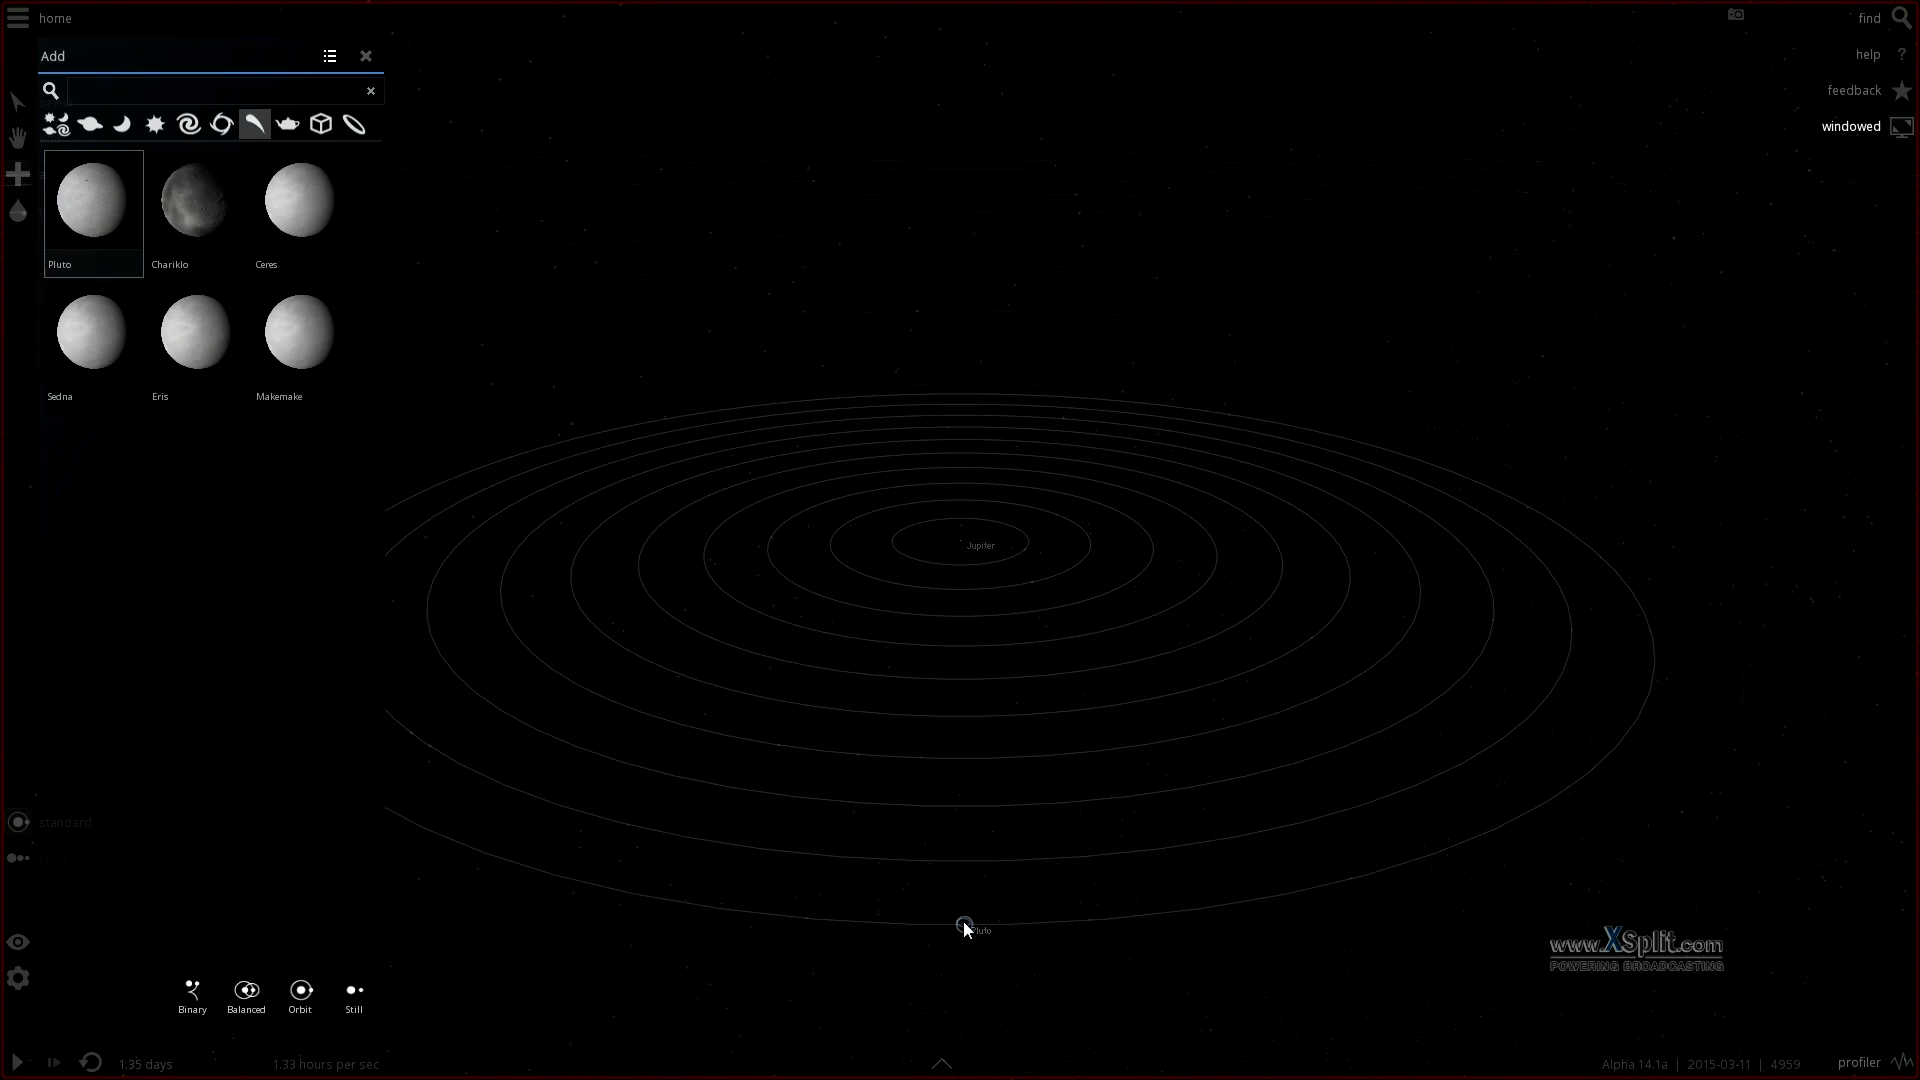 home
find
Add
help
feedback
windowed
Pluto
Chariklo
Ceres
Sedna
Eris
Makemake
Jupiter
standard
Pluto
www.XSplit.com
POWERING BROADCASTING
Binary
Balanced
Orbit
Still
1.35 days
1.33 hours per sec
Alpha 14.1a | 2015-03-11 | 4959
profiler